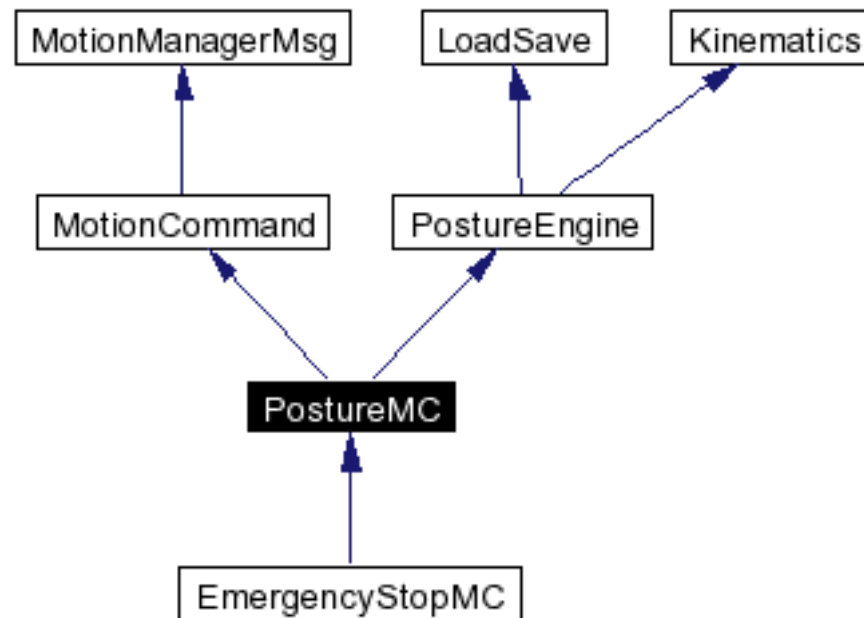 MotionManagerMsg
LoadSave
Kinematics
MotionCommand
PostureEngine
PostureMC
EmergencyStopMC